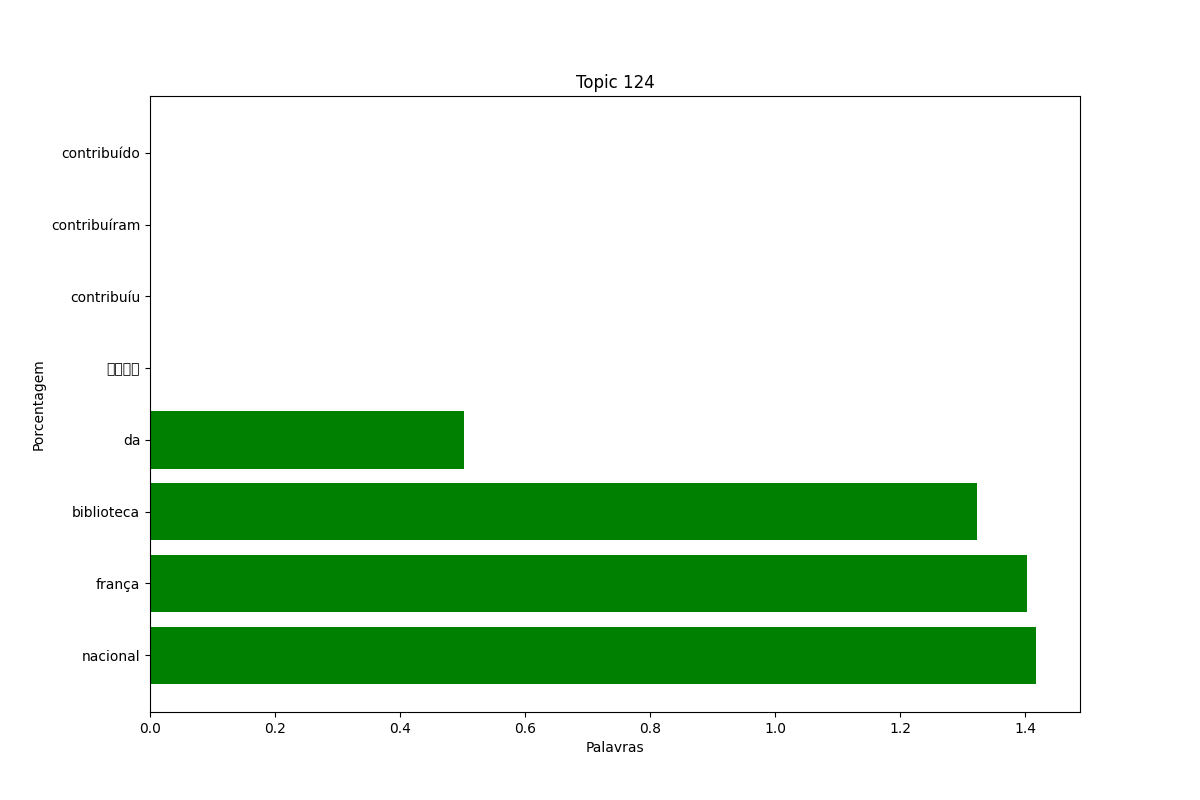 Topic 124
contribuído
contribuíram
contribuíu
da
biblioteca
frança
nacional
Porcentagem
0.0 0.2 0.4 0.6 0.8 1.0 1.2 1.4
Palavras